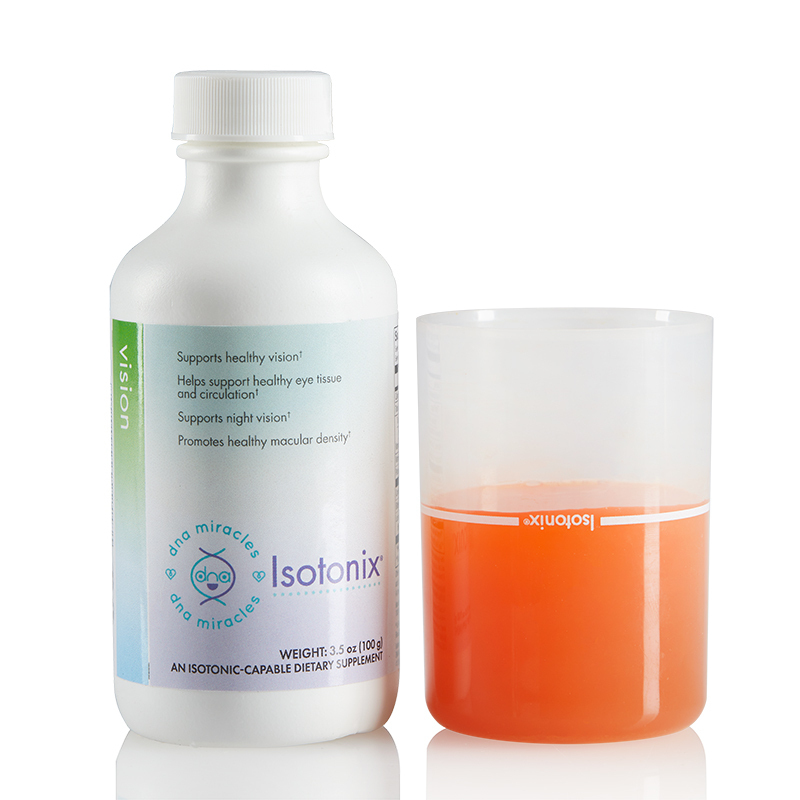 vision
Supports healthy vision†
Helps support healthy eye tissue
and circulation†
Supports night vision†
Promotes healthy macular density†
dna miracles
dna
dna miracles
Isotonix®
WEIGHT: 3.5 oz (100 g)
AN ISOTONIC-CAPABLE DIETARY SUPPLEMENT
Isotonix®